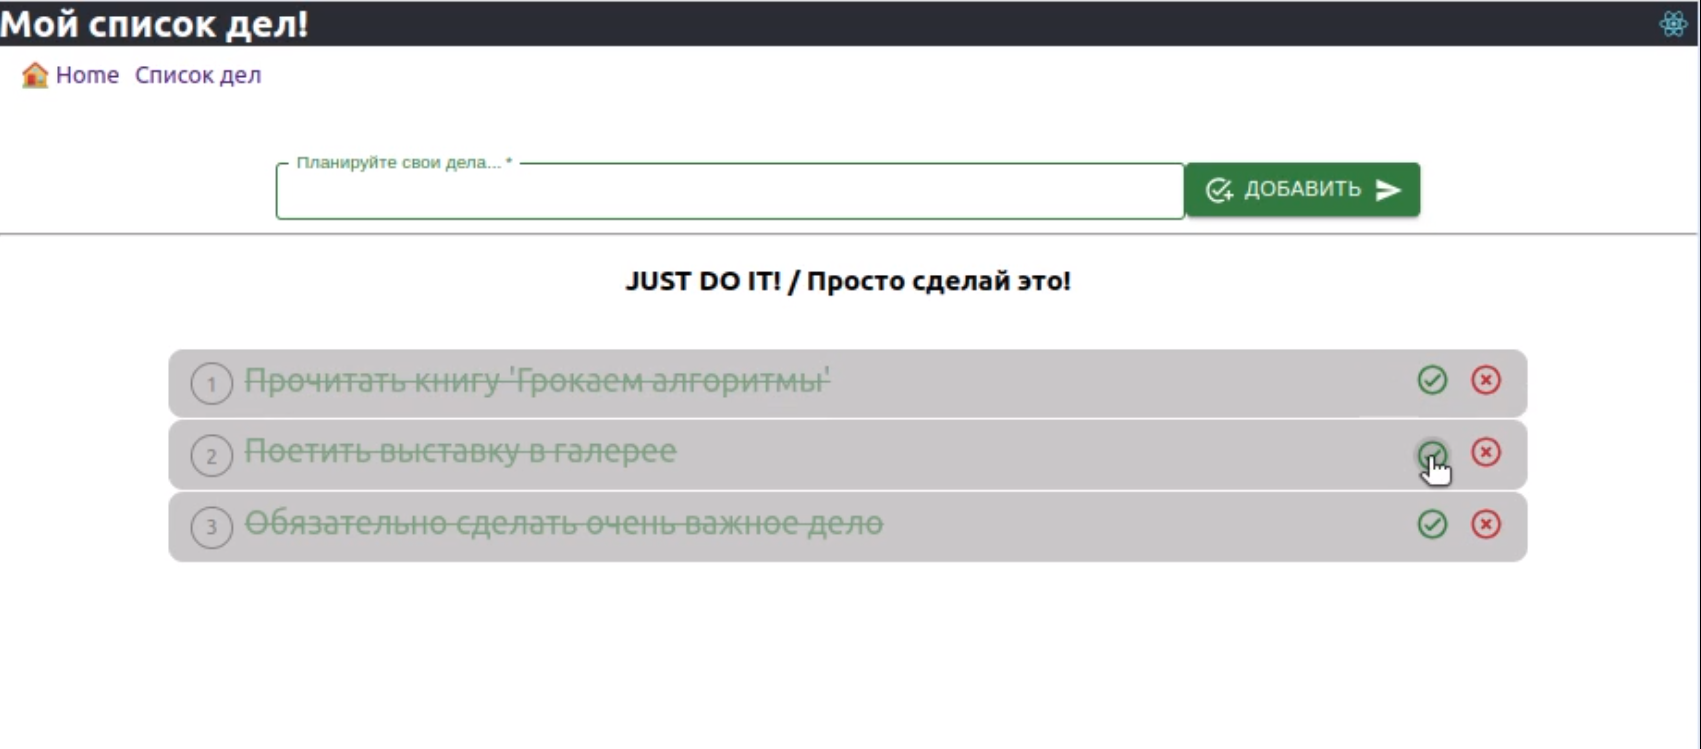 Мой список дел!
Home Список дел
Планируйте свои дела... *
ДОБАВИТЬ
JUST DO IT! / Просто сделай это!
1 Прочитать книгу 'Грокаем алгоритмы'
2 Поетить выставку в галерее
3 Обязательно сделать очень важное дело